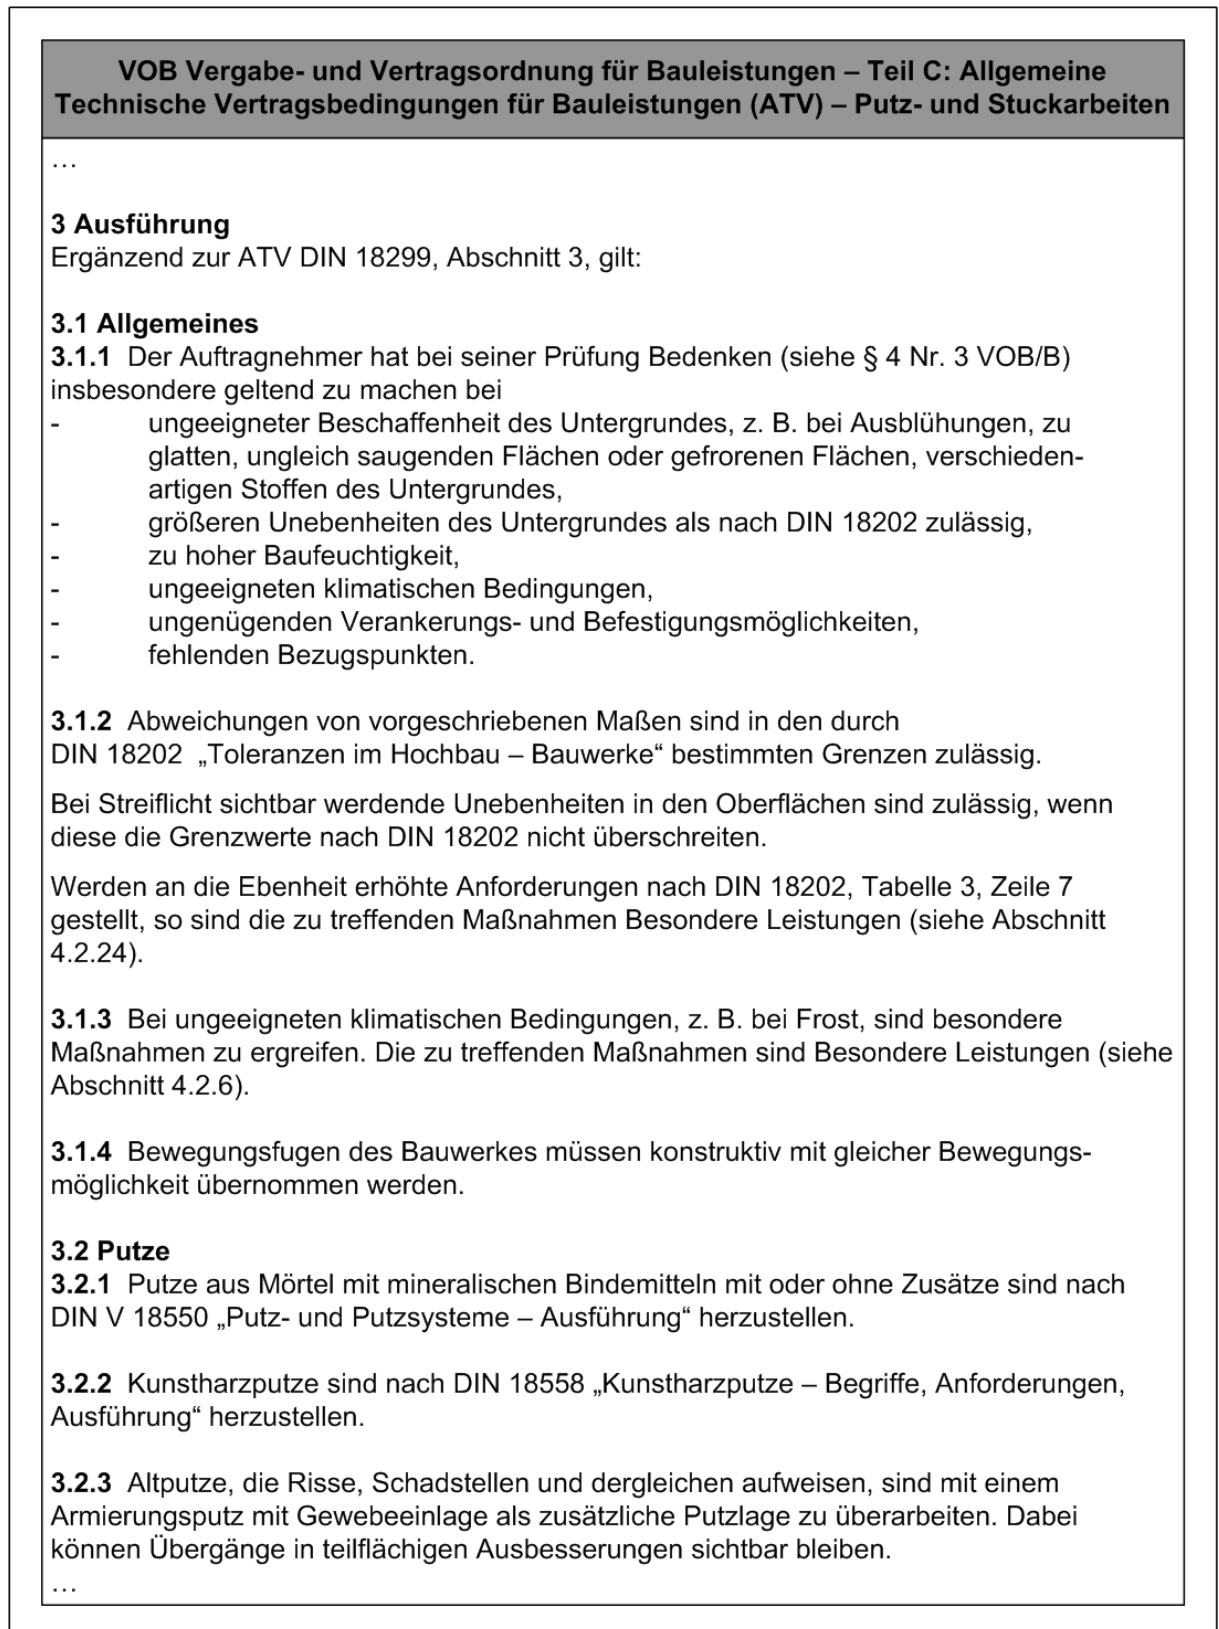 VOB Vergabe- und Vertragsordnung für Bauleistungen – Teil C: Allgemeine
Technische Vertragsbedingungen für Bauleistungen (ATV) – Putz- und Stuckarbeiten
…
3 Ausführung
Ergänzend zur ATV DIN 18299, Abschnitt 3, gilt:
3.1 Allgemeines
3.1.1 Der Auftragnehmer hat bei seiner Prüfung Bedenken (siehe § 4 Nr. 3 VOB/B)
insbesondere geltend zu machen bei
- ungeeigneter Beschaffenheit des Untergrundes, z. B. bei Ausblühungen, zu
glatten, ungleich saugenden Flächen oder gefrorenen Flächen, verschieden-
artigen Stoffen des Untergrundes,
- größeren Unebenheiten des Untergrundes als nach DIN 18202 zulässig,
- zu hoher Baufeuchtigkeit,
- ungeeigneten klimatischen Bedingungen,
- ungenügenden Verankerungs- und Befestigungsmöglichkeiten,
- fehlenden Bezugspunkten.
3.1.2 Abweichungen von vorgeschriebenen Maßen sind in den durch
DIN 18202 „Toleranzen im Hochbau – Bauwerke“ bestimmten Grenzen zulässig.
Bei Streiflicht sichtbar werdende Unebenheiten in den Oberflächen sind zulässig, wenn
diese die Grenzwerte nach DIN 18202 nicht überschreiten.
Werden an die Ebenheit erhöhte Anforderungen nach DIN 18202, Tabelle 3, Zeile 7
gestellt, so sind die zu treffenden Maßnahmen Besondere Leistungen (siehe Abschnitt
4.2.24).
3.1.3 Bei ungeeigneten klimatischen Bedingungen, z. B. bei Frost, sind besondere
Maßnahmen zu ergreifen. Die zu treffenden Maßnahmen sind Besondere Leistungen (siehe
Abschnitt 4.2.6).
3.1.4 Bewegungsfugen des Bauwerkes müssen konstruktiv mit gleicher Bewegungs-
möglichkeit übernommen werden.
3.2 Putze
3.2.1 Putze aus Mörtel mit mineralischen Bindemitteln mit oder ohne Zusätze sind nach
DIN V 18550 „Putz- und Putzsysteme – Ausführung“ herzustellen.
3.2.2 Kunstharzputze sind nach DIN 18558 „Kunstharzputze – Begriffe, Anforderungen,
Ausführung“ herzustellen.
3.2.3 Altputze, die Risse, Schadstellen und dergleichen aufweisen, sind mit einem
Armierungsputz mit Gewebeeinlage als zusätzliche Putzlage zu überarbeiten. Dabei
können Übergänge in teilflächigen Ausbesserungen sichtbar bleiben.
…